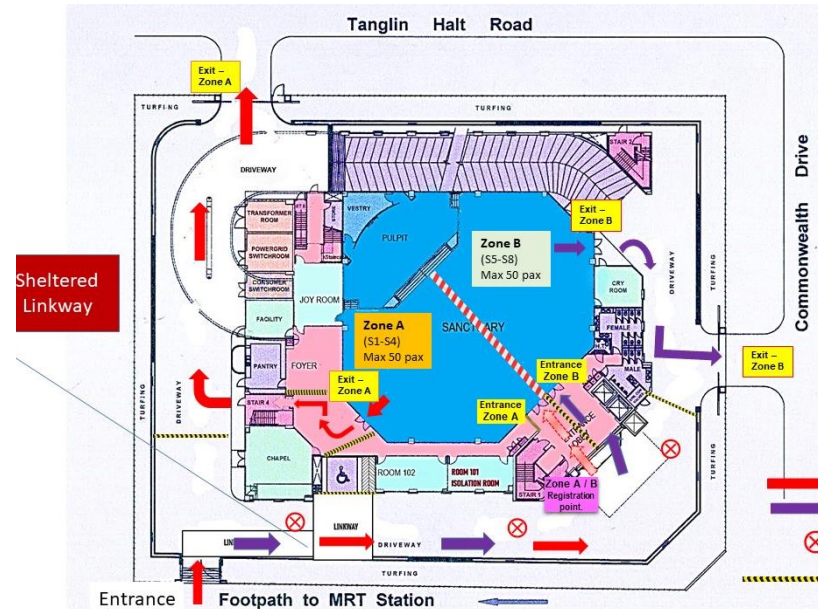 Tanglin Halt Road
Exit –
Zone A
TURFING
TURFING
TURFING
STAIR 2
DRIVEWAY
Commonwealth Drive
TRANSFORMER
ROOM
VESTRY
STORE
PULPIT
Exit –
Zone B
Zone B
(S5-S8)
Max 50 pax
POWERGRID
SWITCHROOM
CONSUMER
SWITCHROOM
JOY ROOM
CRY
ROOM
DRIVEWAY
Sheltered
Linkway
FACILITY
Zone A
(S1-S4)
Max 50 pax
SANCTUARY
FEMALE
MALE
FOYER
PANTRY
Exit –
Zone A
Entrance
Zone B
Exit –
Zone B
DRIVEWAY
STAIR 4
Entrance
Zone A
ENTRANCE
LOBBY
CHAPEL
ROOM 102
ROOM 101
ISOLATION ROOM
STAIR 1
Zone A / B
Registration
point.
TURFING
TURFING
LINKWAY
DRIVEWAY
TURFING
Entrance
Footpath to MRT Station